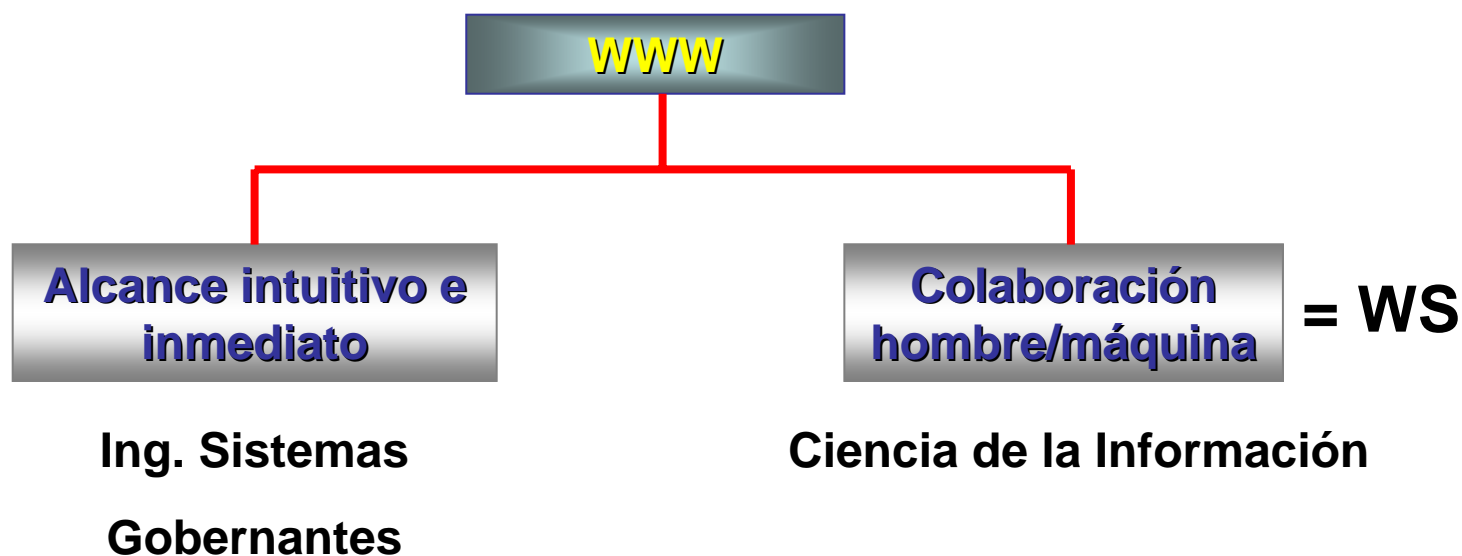 WWW
Alcance intuitivo e
inmediato
Colaboración
hombre/máquina
= WS
Ing. Sistemas
Gobernantes
Ciencia de la Información